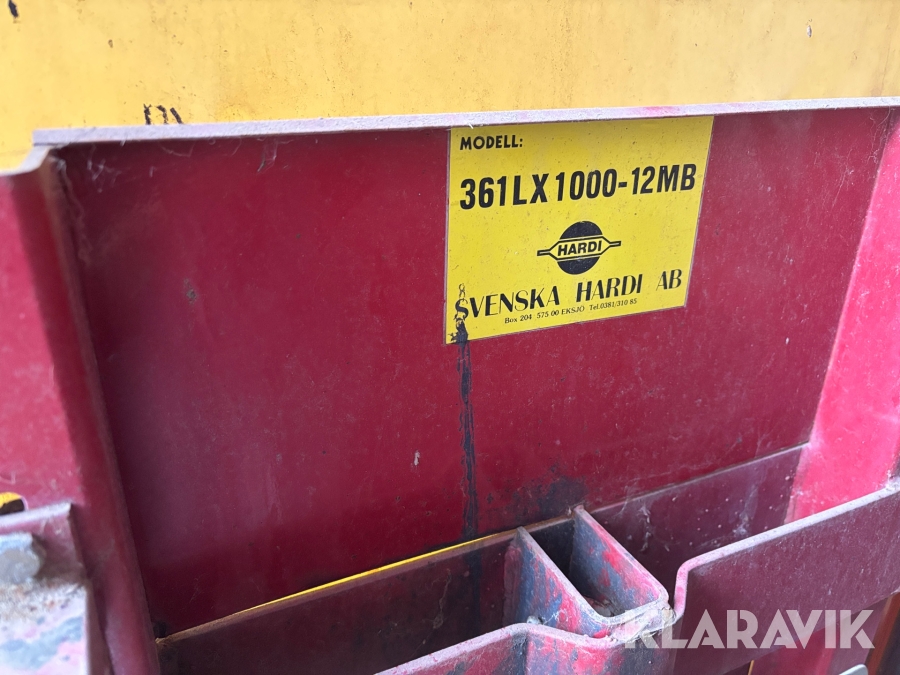 MODELL:
361LX1000-12MB
HARDI
SVENSKA HARDI AB
Box 204 575 00 EKSJÖ Tel.0381/310 85
KLARAVIK